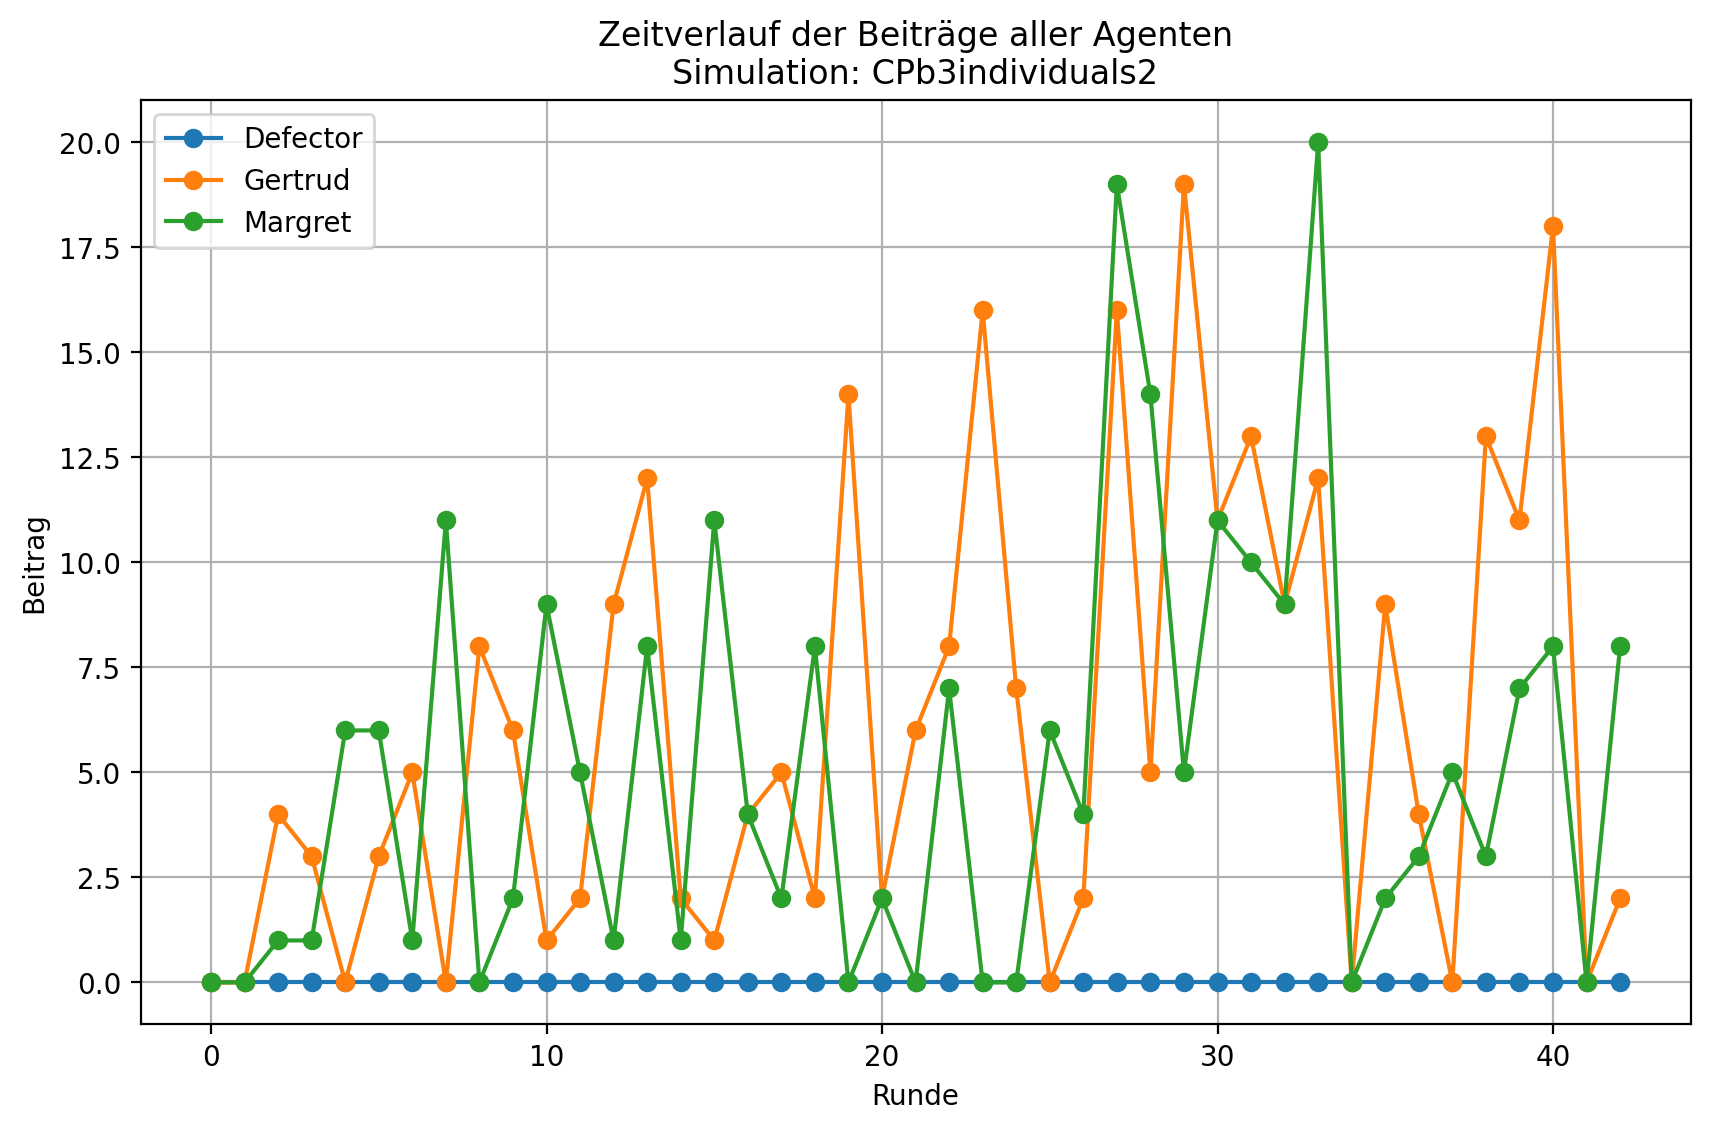 Zeitverlauf der Beiträge aller Agenten
Simulation: CPb3individuals2
Defector
Gertrud
Margret
20.0
17.5
15.0
12.5
10.0
7.5
5.0
2.5
0.0
Beitrag
0 10 20 30 40
Runde